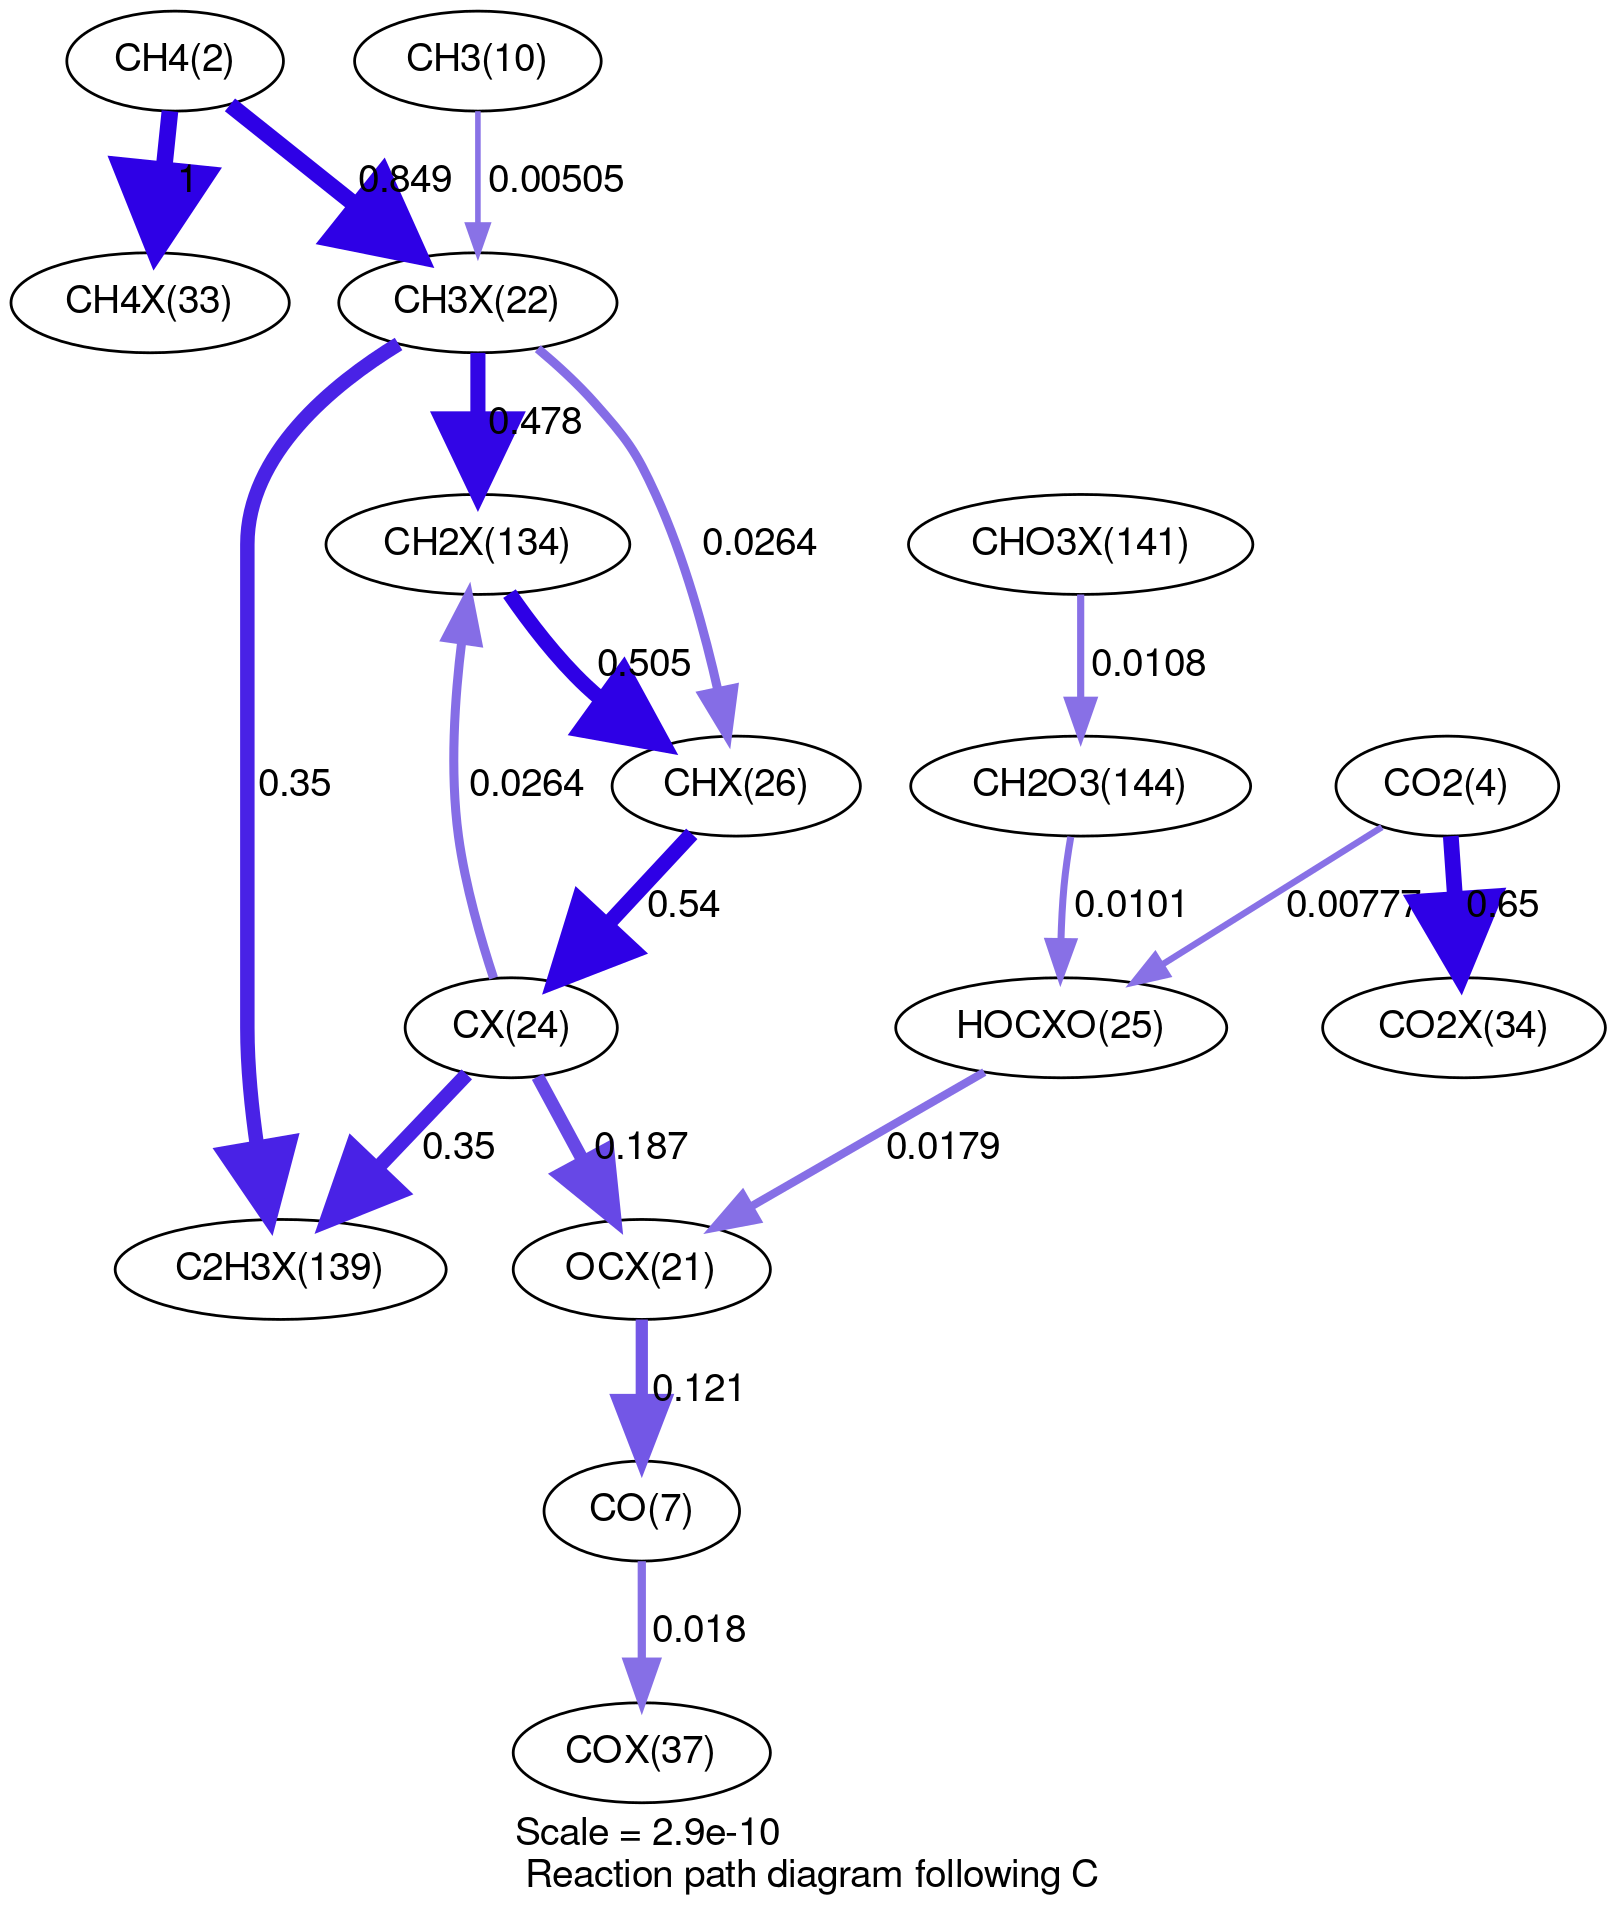 CH4(2)
CH3(10)
1
0.849
0.00505
CH4X(33)
CH3X(22)
0.478
CH2X(134)
0.0264
CHO3X(141)
0.505
0.0108
0.35
0.0264
CHX(26)
CH2O3(144)
CO2(4)
0.54
0.0101
0.00777
0.65
CX(24)
HOCXO(25)
CO2X(34)
0.35
0.187
0.0179
C2H3X(139)
OCX(21)
0.121
CO(7)
0.018
COX(37)
Scale = 2.9e-10
Reaction path diagram following C